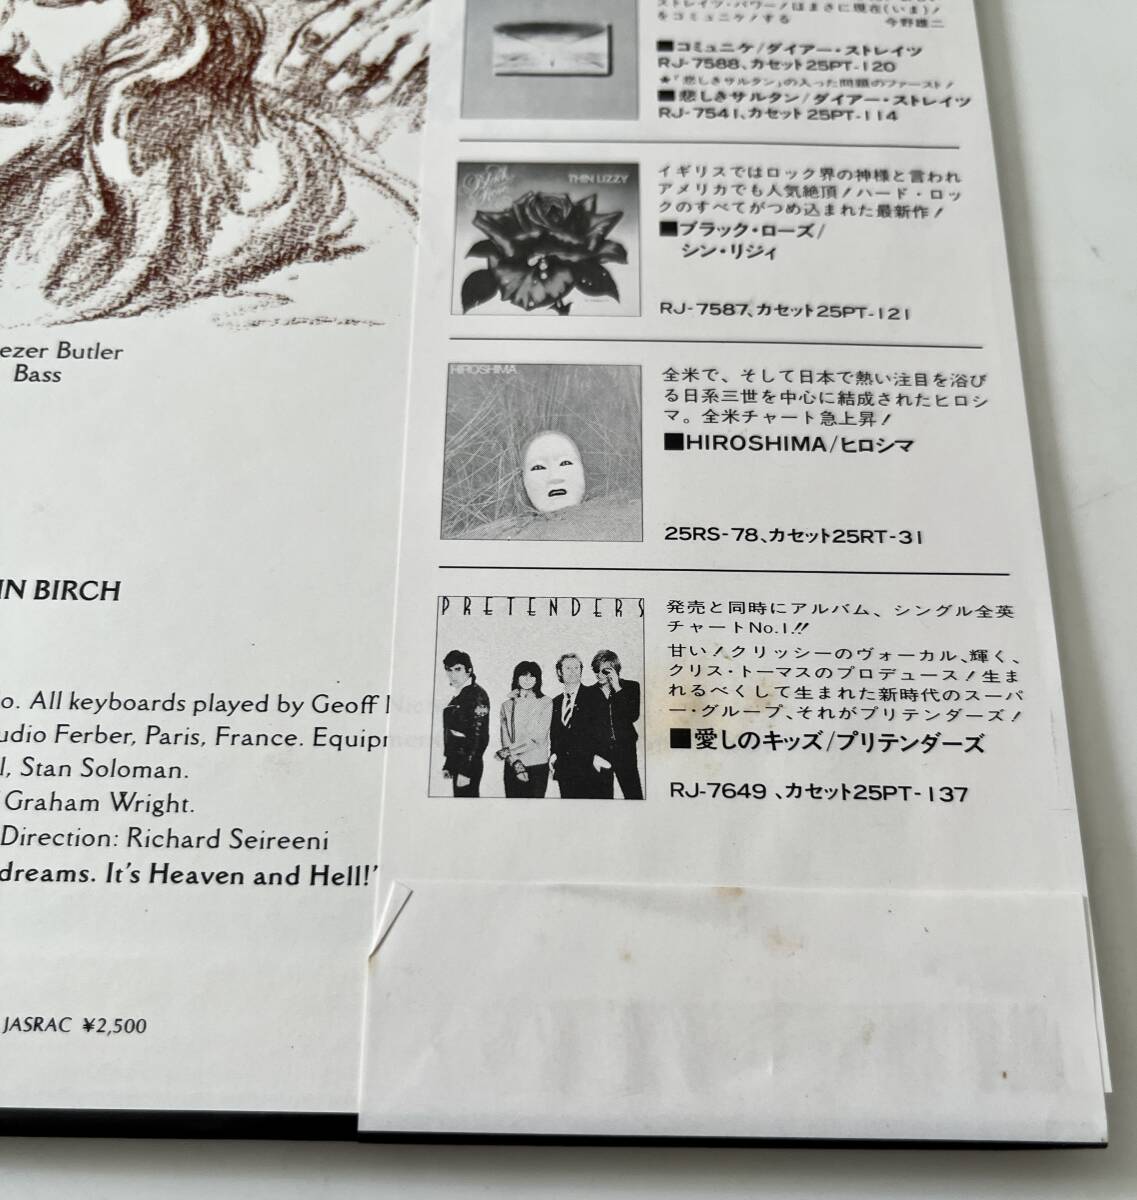 ezer Butler
Bass
IN BIRCH
o. All keyboards played by Geoff
udio Ferber, Paris, France.
l, Stan Soloman.
Graham Wright.
Direction: Richard Seireeni
dreams. It's Heaven and Hell!'
JASRAC ¥2,500
ストレイツ・パワー！はまさに現在(いま)！
をコミュニケ！する 今野雄二
■コミュニケ/ダイアー・ストレイツ
RJ-7588、カセット25PT-120
★「悲しきサルタン」の入った問題のファースト！
■悲しきサルタン/ダイアー・ストレイツ
RJ-7541、カセット25PT-114
Black Rose
THIN LIZZY
イギリスではロック界の神様と言われ
アメリカでも人気絶頂！ハード・ロッ
クのすべてがつめ込まれた最新作！
■ブラック・ローズ/
シン・リジィ
RJ-7587、カセット25PT-121
HIROSHIMA
全米で、そして日本で熱い注目を浴び
る日系三世を中心に結成されたヒロシ
マ。全米チャート急上昇！
■HIROSHIMA/ヒロシマ
25RS-78、カセット25RT-31
PRETENDERS
発売と同時にアルバム、シングル全英
チャートNo.1!!
甘い！クリッシーのヴォーカル、輝く、
クリス・トーマスのプロデュース！生ま
れるべくして生まれた新時代のスーパ
ー・グループ、それがプリテンダーズ！
■愛しのキッズ/プリテンダーズ
RJ-7649、カセット25PT-137